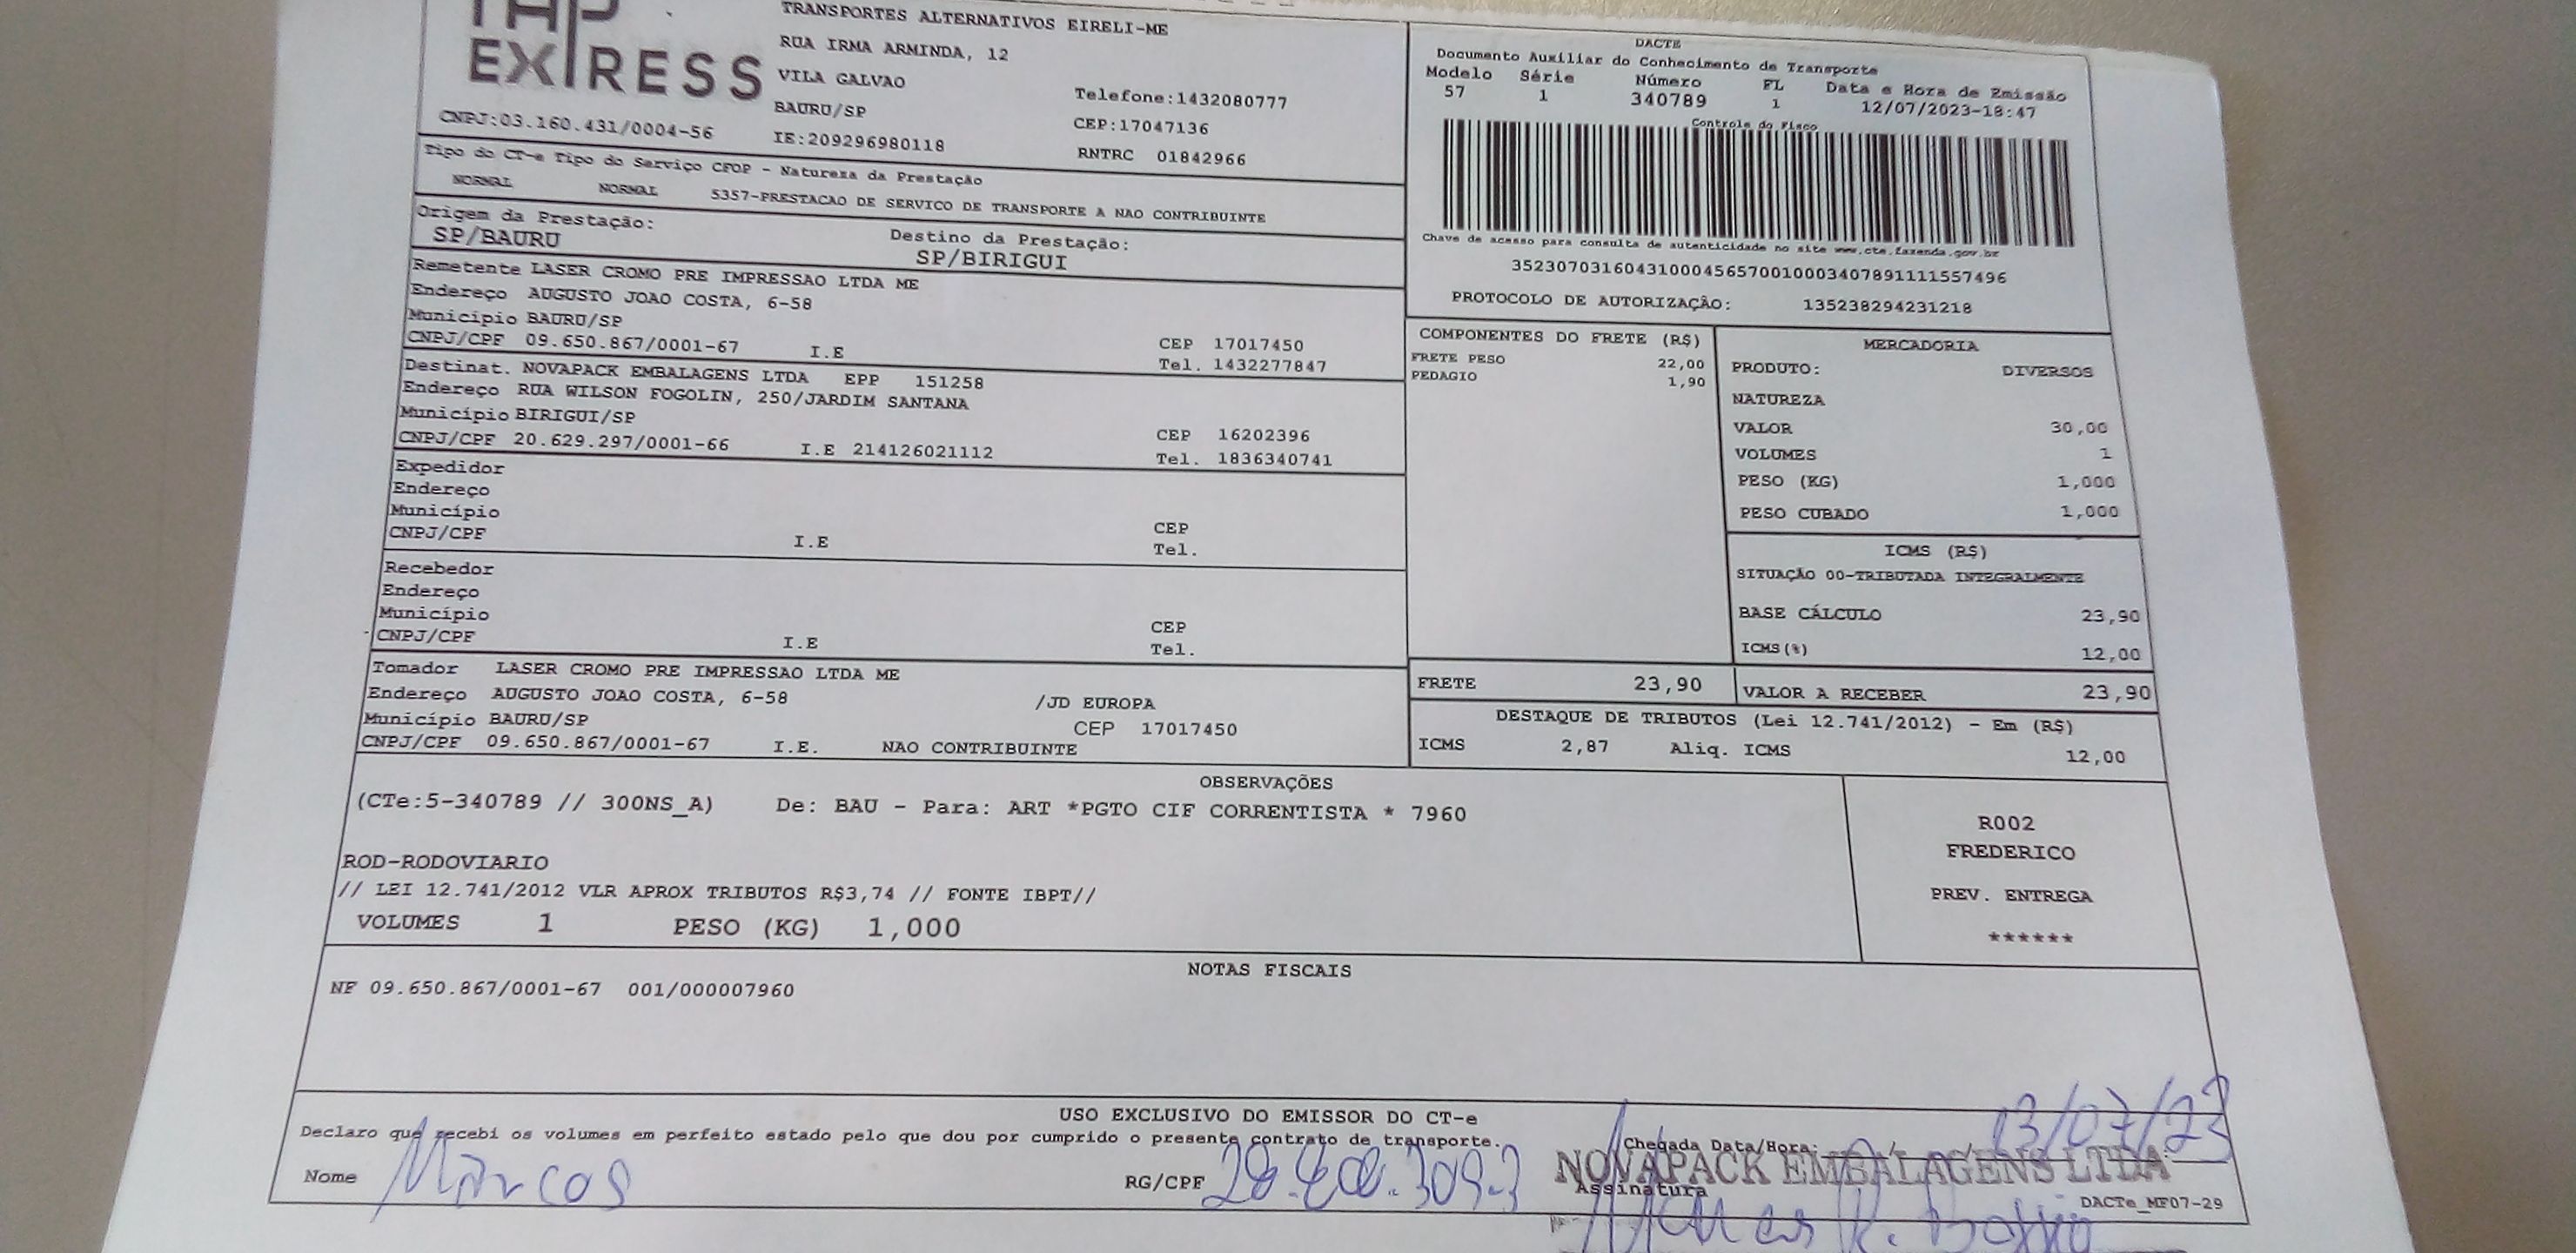 EXPRESS
TRANSPORTES ALTERNATIVOS EIRELI-ME
RUA IRMA ARMINDA, 12
VILA GALVAO
BAURU/SP
Telefone:1432080777
CEP:17047136
CNPJ:03.160.431/0004-56
IE:209296980118
RNTRC 01842966
Tipo do CT-e Tipo do Serviço CFOP - Natureza da Prestação
NORMAL NORMAL 5357-PRESTACAO DE SERVICO DE TRANSPORTE A NAO CONTRIBUINTE
Origem da Prestação:
SP/BAURU
Destino da Prestação:
SP/BIRIGUI
Remetente LASER CROMO PRE IMPRESSAO LTDA ME
Endereço AUGUSTO JOAO COSTA, 6-58
Município BAURU/SP
CEP 17017450
CNPJ/CPF 09.650.867/0001-67 I.E
Tel. 1432277847
Destinat. NOVAPACK EMBALAGENS LTDA EPP 151258
Endereço RUA WILSON FOGOLIN, 250/JARDIM SANTANA
Município BIRIGUI/SP
CEP 16202396
CNPJ/CPF 20.629.297/0001-66 I.E 214126021112
Tel. 1836340741
Expedidor
Endereço
Município
CEP
CNPJ/CPF I.E
Tel.
Recebedor
Endereço
Município
CEP
CNPJ/CPF I.E
Tel.
Tomador LASER CROMO PRE IMPRESSAO LTDA ME
Endereço AUGUSTO JOAO COSTA, 6-58 /JD EUROPA
Município BAURU/SP CEP 17017450
CNPJ/CPF 09.650.867/0001-67 I.E. NAO CONTRIBUINTE
DACTE
Documento Auxiliar do Conhecimento de Transporte
Modelo Série Número FL Data e Hora de Emissão
57 1 340789 1 12/07/2023-18:47
Controle do Fisco
Chave de acesso para consulta de autenticidade no site www.cte.fazenda.gov.br
35230703160431000456570010003407891111557496
PROTOCOLO DE AUTORIZAÇÃO: 135238294231218
COMPONENTES DO FRETE (R$)
FRETE PESO 22,00
PEDAGIO 1,90
MERCADORIA
PRODUTO: DIVERSOS
NATUREZA
VALOR 30,00
VOLUMES 1
PESO (KG) 1,000
PESO CUBADO 1,000
ICMS (R$)
SITUAÇÃO 00-TRIBUTADA INTEGRALMENTE
BASE CÁLCULO 23,90
ICMS(%) 12,00
FRETE 23,90
VALOR A RECEBER 23,90
DESTAQUE DE TRIBUTOS (Lei 12.741/2012) - Em (R$)
ICMS 2,87 Aliq. ICMS 12,00
OBSERVAÇÕES
(CTe:5-340789 // 300NS_A) De: BAU - Para: ART *PGTO CIF CORRENTISTA * 7960
ROD-RODOVIARIO
// LEI 12.741/2012 VLR APROX TRIBUTOS R$3,74 // FONTE IBPT//
VOLUMES 1 PESO (KG) 1,000
R002
FREDERICO
PREV. ENTREGA
******
NOTAS FISCAIS
NF 09.650.867/0001-67 001/000007960
USO EXCLUSIVO DO EMISSOR DO CT-e
Declaro que recebi os volumes em perfeito estado pelo que dou por cumprido o presente contrato de transporte.
Chegada Data/Hora: 13/07/23
NOVAPACK EMBALAGENS LTDA
Nome Marcos
RG/CPF
Assinatura
DACTe_MF07-29